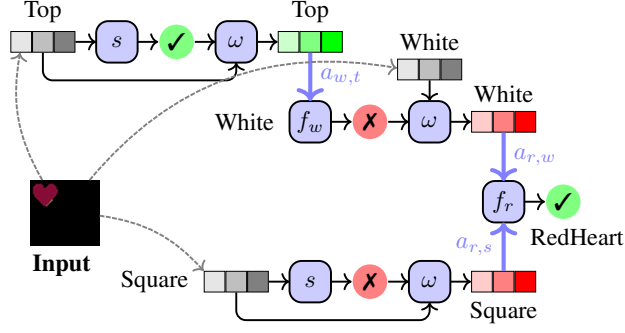 Top
Top
s ✓ ω
White
a_{w,t}
White
White f_w ✗ ω
a_{r,w}
f_r ✓
RedHeart
Input
a_{r,s}
Square s ✗ ω
Square